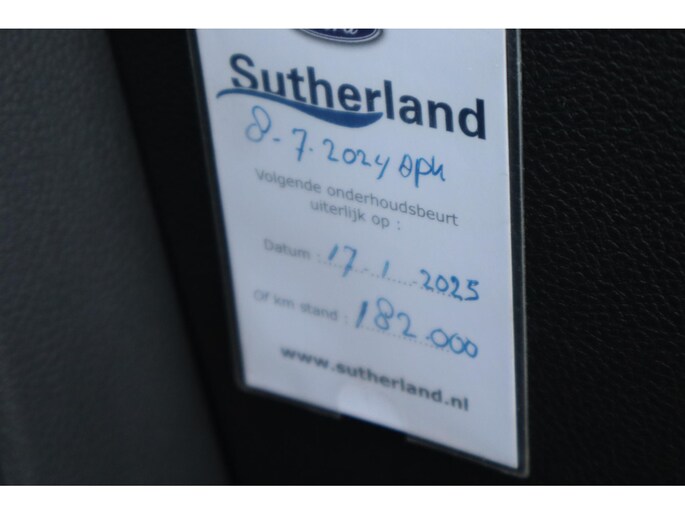 Sutherland
8-7-2024 Apk
Volgende onderhoudsbeurt
uiterlijk op :
Datum : 17-1-2025
Of km stand : 182.000
www.sutherland.nl